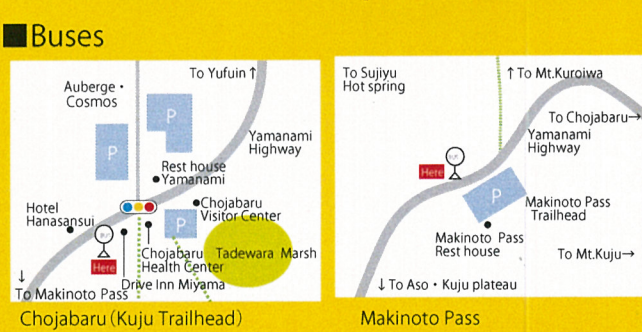 Buses
To Yufuin↑
Auberge・
Cosmos
P
P
Yamanami
Highway
Rest house
Yamanami
Hotel
Hanasansui
Chojabaru
Visitor Center
P
BUS
Here
Chojabaru
Health Center
Tadewara Marsh
Drive Inn Miyama
↓
To Makinoto Pass
Chojabaru (Kuju Trailhead)
To Sujiyu
Hot spring
↑To Mt.Kuroiwa
To Chojabaru→
Yamanami
Highway
BUS
Here
P
Makinoto Pass
Trailhead
Makinoto Pass
Rest house
To Mt.Kuju→
↓To Aso・Kuju plateau
Makinoto Pass